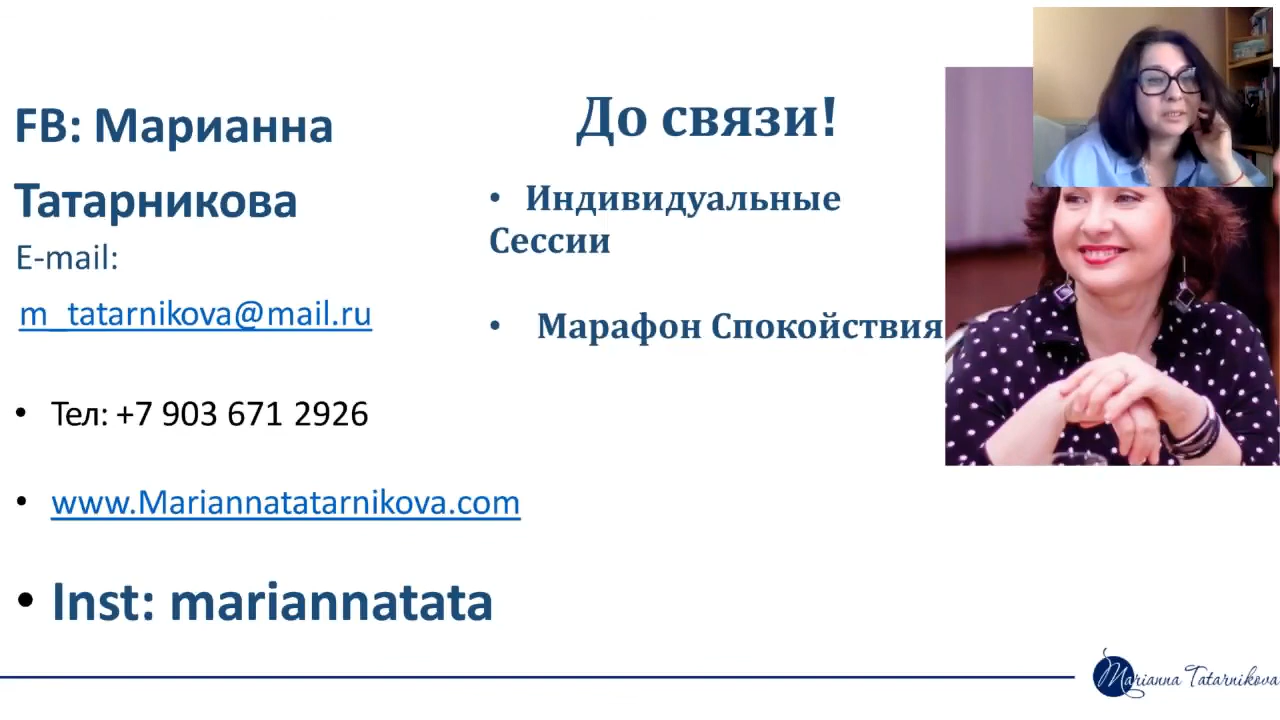 FB: Марианна
Татарникова
E-mail:
m_tatarnikova@mail.ru
• Тел: +7 903 671 2926
• www.Mariannatatarnikova.com
• Inst: mariannatata
До связи!
• Индивидуальные
Сессии
• Марафон Спокойствия
Marianna Tatarnikova